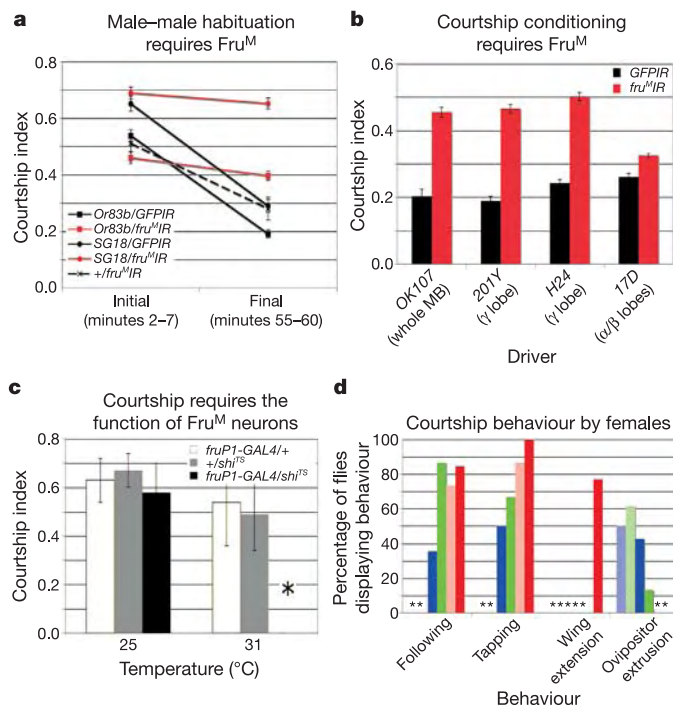 a
Male–male habituation
requires Fruᴹ
Courtship index
0.8
0.6
0.4
0.2
0.0
Or83b/GFPIR
Or83b/fruᴹIR
SG18/GFPIR
SG18/fruᴹIR
+/fruᴹIR
Initial
(minutes 2–7)
Final
(minutes 55–60)
b
Courtship conditioning
requires Fruᴹ
Courtship index
0.6
0.4
0.2
0.0
GFPIR
fruᴹIR
OK107
(whole MB)
201Y
(γ lobe)
H24
(γ lobe)
17D
(α/β lobes)
Driver
c
Courtship requires the
function of Fruᴹ neurons
Courtship index
0.8
0.6
0.4
0.2
0.0
fruP1-GAL4/+
+/shiᵀˢ
fruP1-GAL4/shiᵀˢ
*
25
31
Temperature (°C)
d
Courtship behaviour by females
Percentage of flies
displaying behaviour
100
80
60
40
20
0
**
**
*****
**
Following
Tapping
Wing
extension
Ovipositor
extrusion
Behaviour